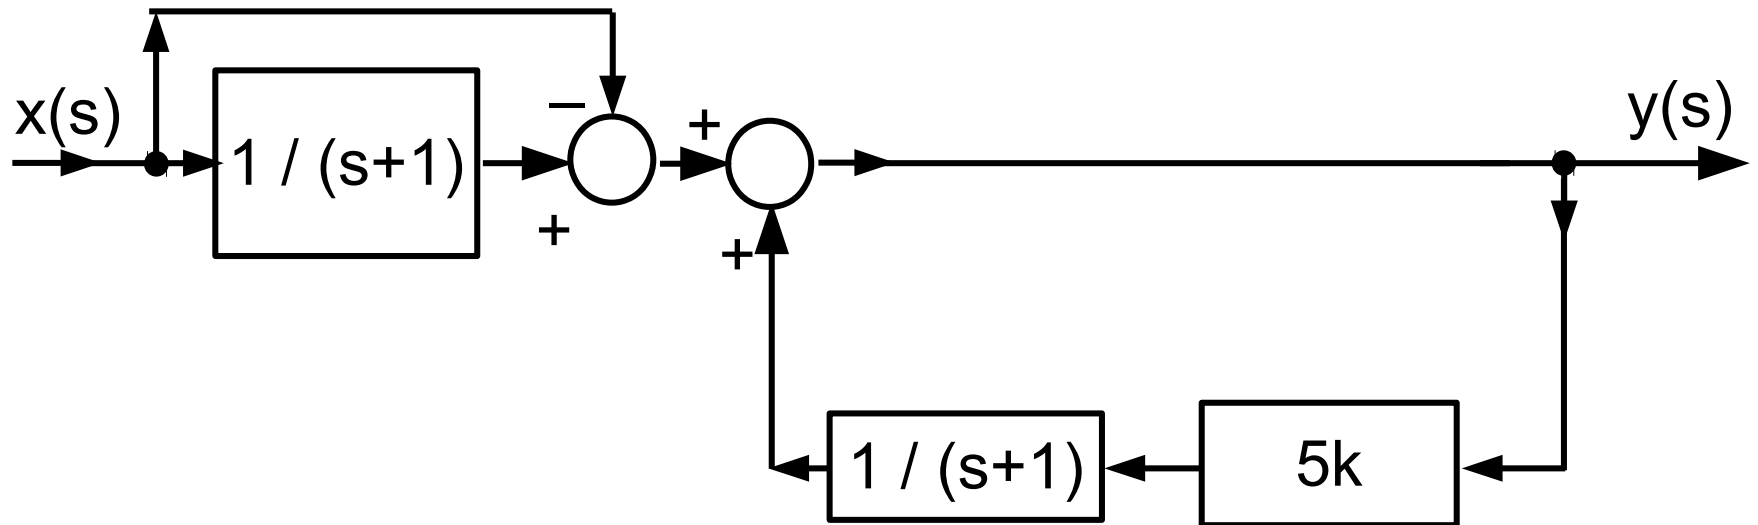 x(s)
1 / (s+1)
–
+
+
+
y(s)
1 / (s+1)
5k